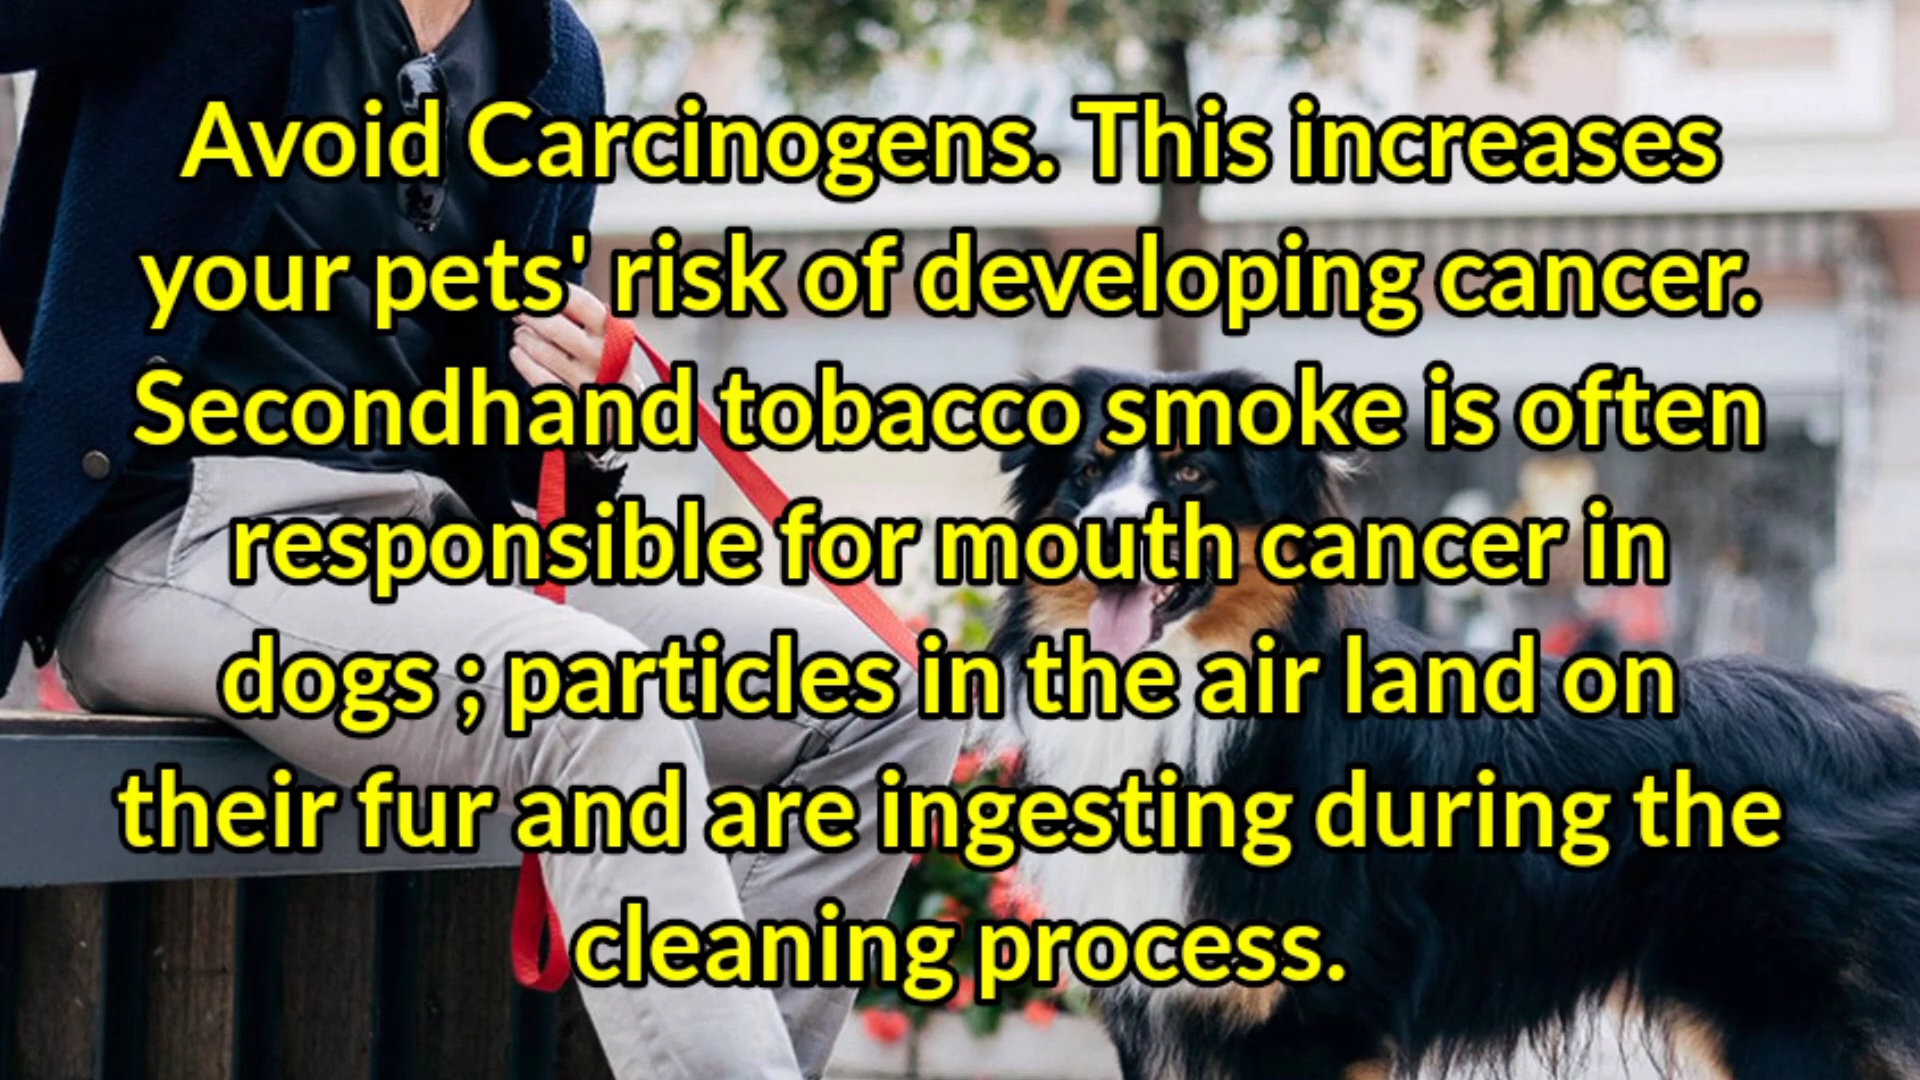 Avoid Carcinogens. This increases
your pets' risk of developing cancer.
Secondhand tobacco smoke is often
responsible for mouth cancer in
dogs ; particles in the air land on
their fur and are ingesting during the
cleaning process.